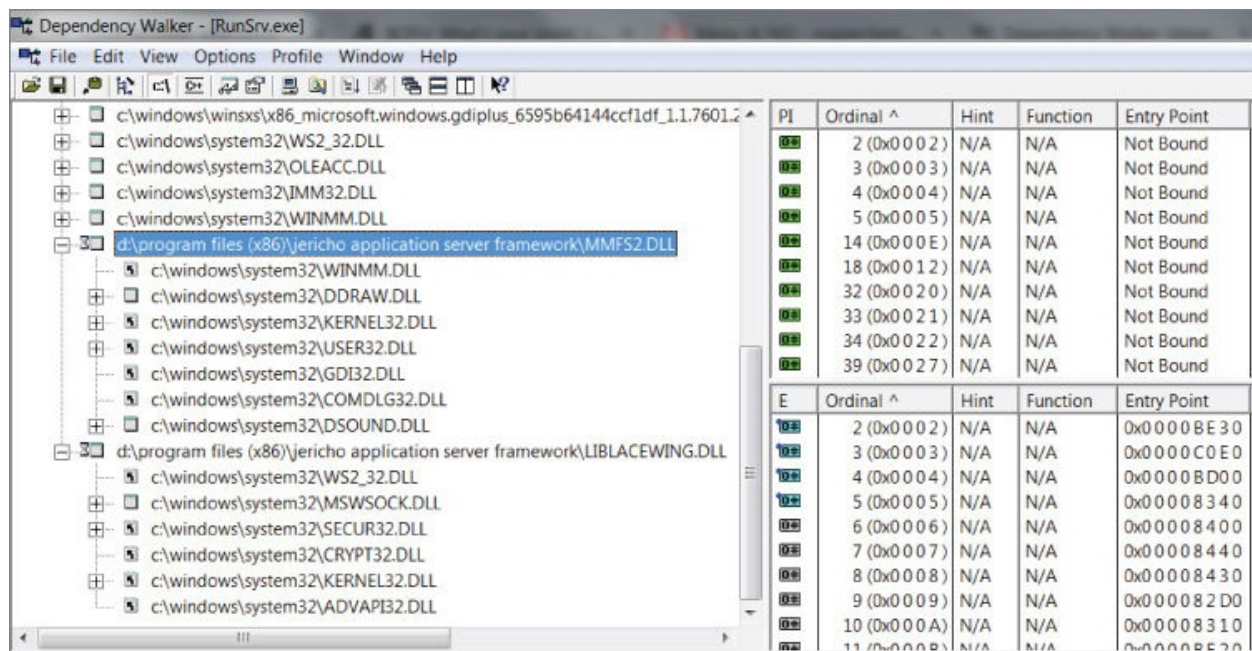 Dependency Walker - [RunSrv.exe]
File Edit View Options Profile Window Help
c:\windows\winsxs\x86_microsoft.windows.gdiplus_6595b64144ccf1df_1.1.7601.2
c:\windows\system32\WS2_32.DLL
c:\windows\system32\OLEACC.DLL
c:\windows\system32\IMM32.DLL
c:\windows\system32\WINMM.DLL
d:\program files (x86)\jericho application server framework\MMFS2.DLL
c:\windows\system32\WINMM.DLL
c:\windows\system32\DDRAW.DLL
c:\windows\system32\KERNEL32.DLL
c:\windows\system32\USER32.DLL
c:\windows\system32\GDI32.DLL
c:\windows\system32\COMDLG32.DLL
c:\windows\system32\DSOUND.DLL
d:\program files (x86)\jericho application server framework\LIBLACEWING.DLL
c:\windows\system32\WS2_32.DLL
c:\windows\system32\MSWSOCK.DLL
c:\windows\system32\SECUR32.DLL
c:\windows\system32\CRYPT32.DLL
c:\windows\system32\KERNEL32.DLL
c:\windows\system32\ADVAPI32.DLL
PI Ordinal ^ Hint Function Entry Point
2 (0x0002) N/A N/A Not Bound
3 (0x0003) N/A N/A Not Bound
4 (0x0004) N/A N/A Not Bound
5 (0x0005) N/A N/A Not Bound
14 (0x000E) N/A N/A Not Bound
18 (0x0012) N/A N/A Not Bound
32 (0x0020) N/A N/A Not Bound
33 (0x0021) N/A N/A Not Bound
34 (0x0022) N/A N/A Not Bound
39 (0x0027) N/A N/A Not Bound
E Ordinal ^ Hint Function Entry Point
2 (0x0002) N/A N/A 0x0000BE30
3 (0x0003) N/A N/A 0x0000C0E0
4 (0x0004) N/A N/A 0x0000BD00
5 (0x0005) N/A N/A 0x00008340
6 (0x0006) N/A N/A 0x00008400
7 (0x0007) N/A N/A 0x00008440
8 (0x0008) N/A N/A 0x00008430
9 (0x0009) N/A N/A 0x000082D0
10 (0x000A) N/A N/A 0x00008310